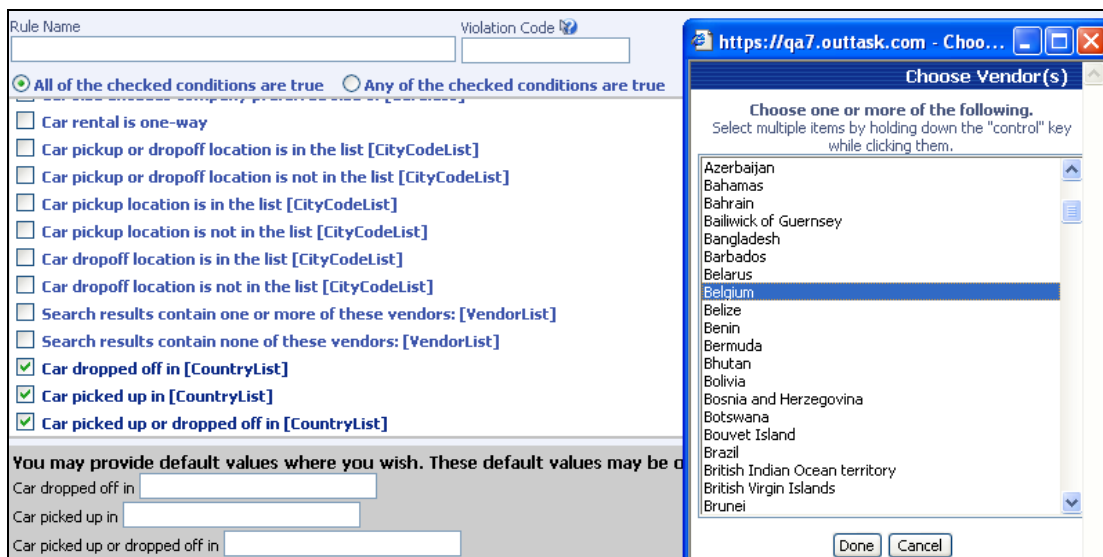 Rule Name
Violation Code
All of the checked conditions are true Any of the checked conditions are true
Car rental is one-way
Car pickup or dropoff location is in the list [CityCodeList]
Car pickup or dropoff location is not in the list [CityCodeList]
Car pickup location is in the list [CityCodeList]
Car pickup location is not in the list [CityCodeList]
Car dropoff location is in the list [CityCodeList]
Car dropoff location is not in the list [CityCodeList]
Search results contain one or more of these vendors: [VendorList]
Search results contain none of these vendors: [VendorList]
Car dropped off in [CountryList]
Car picked up in [CountryList]
Car picked up or dropped off in [CountryList]
You may provide default values where you wish. These default values may be o
Car dropped off in
Car picked up in
Car picked up or dropped off in
https://qa7.outtask.com - Choo...
Choose Vendor(s)
Choose one or more of the following.
Select multiple items by holding down the "control" key
while clicking them.
Azerbaijan
Bahamas
Bahrain
Bailiwick of Guernsey
Bangladesh
Barbados
Belarus
Belgium
Belize
Benin
Bermuda
Bhutan
Bolivia
Bosnia and Herzegovina
Botswana
Bouvet Island
Brazil
British Indian Ocean territory
British Virgin Islands
Brunei
Done Cancel